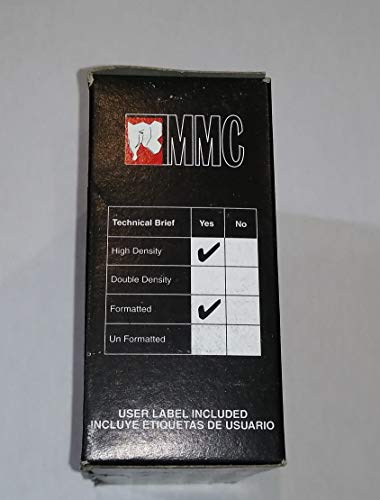 MMC
Technical Brief Yes No
High Density ✓
Double Density
Formatted ✓
Un Formatted
USER LABEL INCLUDED
INCLUYE ETIQUETAS DE USUARIO